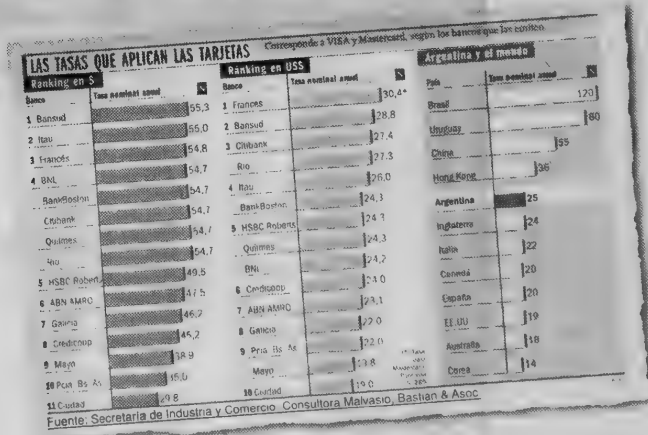 LAS TASAS QUE APLICAN LAS TARJETAS
Corresponde a VISA y Mastercard, según los bancos que las emiten
Ranking en $
Banco Tasa nominal anual
1 Bansud 55,3
2 Itau 55,0
3 Francés 54,8
4 BNL 54,7
BankBoston 54,7
Citibank 54,7
Quilmes 54,7
Rio 54,7
5 HSBC Roberts 49,5
6 ABN AMRO 47,5
7 Galicia 46,2
8 Credicoop 45,2
9 Mayo 38,9
10 Pcia. Bs. As.
11 Ciudad 29,8
Ranking en US$
Banco Tasa nominal anual
1 Frances 30,4*
2 Bansud 28,8
3 Citibank 27,4
Rio 27,3
4 Itau 26,0
BankBoston 24,3
5 HSBC Roberts 24,3
Quilmes 24,3
BNL 24,2
6 Credicoop 24,0
7 ABN AMRO 23,1
8 Galicia 22,0
9 Pcia. Bs. As. 22,0
Mayo 19,8
10 Ciudad 19,0
Argentina y el mundo
País Tasa nominal anual
Brasil 120
Uruguay 80
China 55
Hong Kong 36
Argentina 25
Inglaterra 24
Italia 22
Canadá 20
España 20
EE.UU 19
Australia 18
Corea 14
Fuente: Secretaría de Industria y Comercio. Consultora Malvasio, Bastian & Asoc.